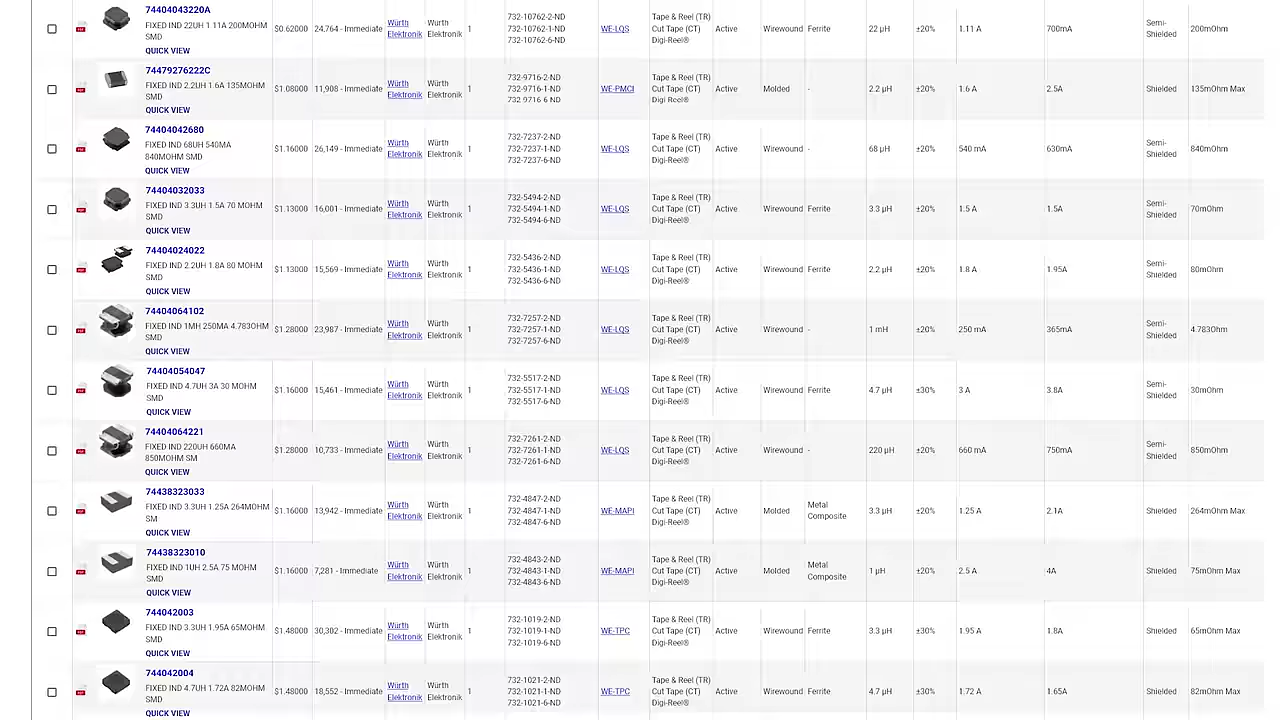 74404043220A
FIXED IND 22UH 1.11A 200MOHM
SMD
QUICK VIEW
$0.62000
24,764 - Immediate
Würth
Elektronik
Wurth
Elektronik
1
732-10762-2-ND
732-10762-1-ND
732-10762-6-ND
WE-LQS
Tape & Reel (TR)
Cut Tape (CT)
Digi-Reel®
Active
Wirewound
Ferrite
22 µH
±20%
1.11 A
700mA
Semi-
Shielded
200mOhm
74479276222C
FIXED IND 2.2UH 1.6A 135MOHM
SMD
QUICK VIEW
$1.08000
11,908 - Immediate
Würth
Elektronik
Würth
Elektronik
1
732-9716-2-ND
732-9716-1-ND
732-9716-6-ND
WE-PMCI
Tape & Reel (TR)
Cut Tape (CT)
Digi-Reel®
Active
Molded
-
2.2 µH
±20%
1.6 A
2.5A
Shielded
135mOhm Max
74404042680
FIXED IND 68UH 540MA
840MOHM SMD
QUICK VIEW
$1.16000
26,149 - Immediate
Würth
Elektronik
Würth
Elektronik
1
732-7237-2-ND
732-7237-1-ND
732-7237-6-ND
WE-LQS
Tape & Reel (TR)
Cut Tape (CT)
Digi-Reel®
Active
Wirewound
-
68 µH
±20%
540 mA
630mA
Semi-
Shielded
840mOhm
74404032033
FIXED IND 3.3UH 1.5A 70 MOHM
SMD
QUICK VIEW
$1.13000
16,001 - Immediate
Würth
Elektronik
Würth
Elektronik
1
732-5494-2-ND
732-5494-1-ND
732-5494-6-ND
WE-LQS
Tape & Reel (TR)
Cut Tape (CT)
Digi-Reel®
Active
Wirewound
Ferrite
3.3 µH
±20%
1.5 A
1.5A
Semi-
Shielded
70mOhm
74404024022
FIXED IND 2.2UH 1.8A 80 MOHM
SMD
QUICK VIEW
$1.13000
15,569 - Immediate
Würth
Elektronik
Würth
Elektronik
1
732-5436-2-ND
732-5436-1-ND
732-5436-6-ND
WE-LQS
Tape & Reel (TR)
Cut Tape (CT)
Digi-Reel®
Active
Wirewound
Ferrite
2.2 µH
±20%
1.8 A
1.95A
Semi-
Shielded
80mOhm
74404064102
FIXED IND 1MH 250MA 4.783OHM
SMD
QUICK VIEW
$1.28000
23,987 - Immediate
Würth
Elektronik
Würth
Elektronik
1
732-7257-2-ND
732-7257-1-ND
732-7257-6-ND
WE-LQS
Tape & Reel (TR)
Cut Tape (CT)
Digi-Reel®
Active
Wirewound
-
1 mH
±20%
250 mA
365mA
Semi-
Shielded
4.783Ohm
74404054047
FIXED IND 4.7UH 3A 30 MOHM
SMD
QUICK VIEW
$1.16000
15,461 - Immediate
Würth
Elektronik
Würth
Elektronik
1
732-5517-2-ND
732-5517-1-ND
732-5517-6-ND
WE-LQS
Tape & Reel (TR)
Cut Tape (CT)
Digi-Reel®
Active
Wirewound
Ferrite
4.7 µH
±30%
3 A
3.8A
Semi-
Shielded
30mOhm
74404064221
FIXED IND 220UH 660MA
850MOHM SM
QUICK VIEW
$1.28000
10,733 - Immediate
Würth
Elektronik
Würth
Elektronik
1
732-7261-2-ND
732-7261-1-ND
732-7261-6-ND
WE-LQS
Tape & Reel (TR)
Cut Tape (CT)
Digi-Reel®
Active
Wirewound
-
220 µH
±20%
660 mA
750mA
Semi-
Shielded
850mOhm
74438323033
FIXED IND 3.3UH 1.25A 264MOHM
SM
QUICK VIEW
$1.16000
13,942 - Immediate
Würth
Elektronik
Würth
Elektronik
1
732-4847-2-ND
732-4847-1-ND
732-4847-6-ND
WE-MAPI
Tape & Reel (TR)
Cut Tape (CT)
Digi-Reel®
Active
Molded
Metal
Composite
3.3 µH
±20%
1.25 A
2.1A
Shielded
264mOhm Max
74438323010
FIXED IND 1UH 2.5A 75 MOHM
SMD
QUICK VIEW
$1.16000
7,281 - Immediate
Würth
Elektronik
Würth
Elektronik
1
732-4843-2-ND
732-4843-1-ND
732-4843-6-ND
WE-MAPI
Tape & Reel (TR)
Cut Tape (CT)
Digi-Reel®
Active
Molded
Metal
Composite
1 µH
±20%
2.5 A
4A
Shielded
75mOhm Max
744042003
FIXED IND 3.3UH 1.95A 65MOHM
SMD
QUICK VIEW
$1.48000
30,302 - Immediate
Würth
Elektronik
Würth
Elektronik
1
732-1019-2-ND
732-1019-1-ND
732-1019-6-ND
WE-TPC
Tape & Reel (TR)
Cut Tape (CT)
Digi-Reel®
Active
Wirewound
Ferrite
3.3 µH
±30%
1.95 A
1.8A
Shielded
65mOhm Max
744042004
FIXED IND 4.7UH 1.72A 82MOHM
SMD
QUICK VIEW
$1.48000
18,552 - Immediate
Würth
Elektronik
Würth
Elektronik
1
732-1021-2-ND
732-1021-1-ND
732-1021-6-ND
WE-TPC
Tape & Reel (TR)
Cut Tape (CT)
Digi-Reel®
Active
Wirewound
Ferrite
4.7 µH
±30%
1.72 A
1.65A
Shielded
82mOhm Max